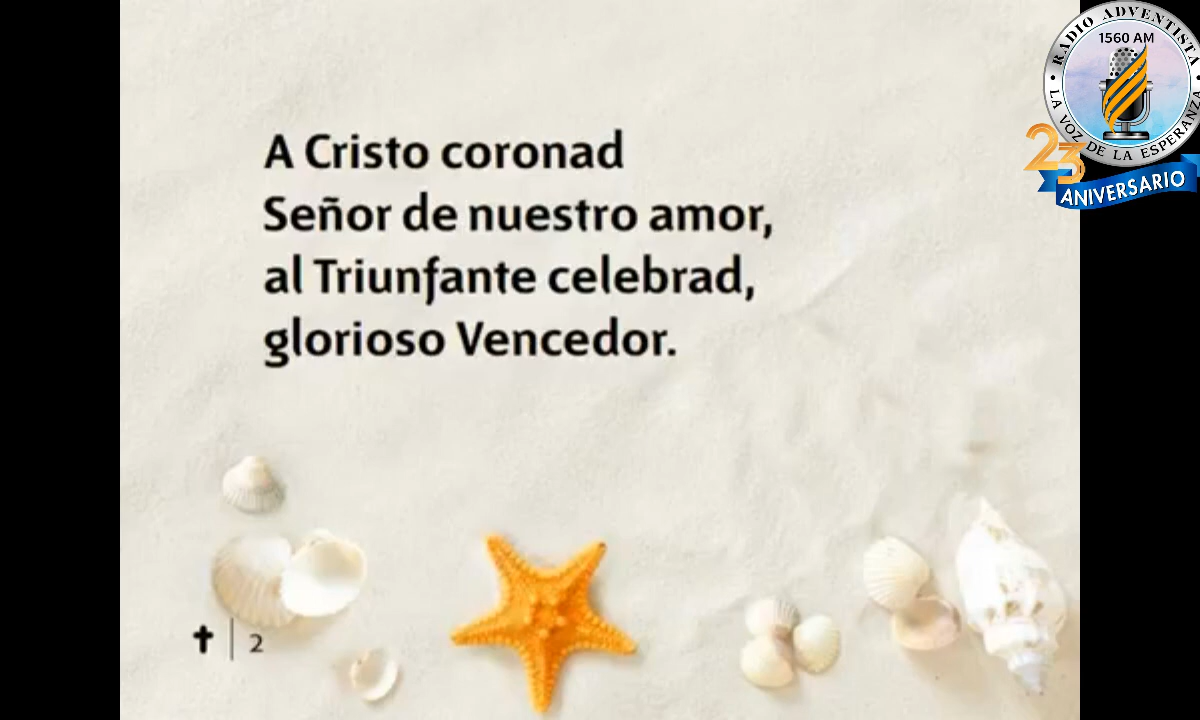 A Cristo coronad
Señor de nuestro amor,
al Triunfante celebrad,
glorioso Vencedor.
2
RADIO ADVENTISTA
1560 AM
LA VOZ DE LA ESPERANZA
23
ANIVERSARIO